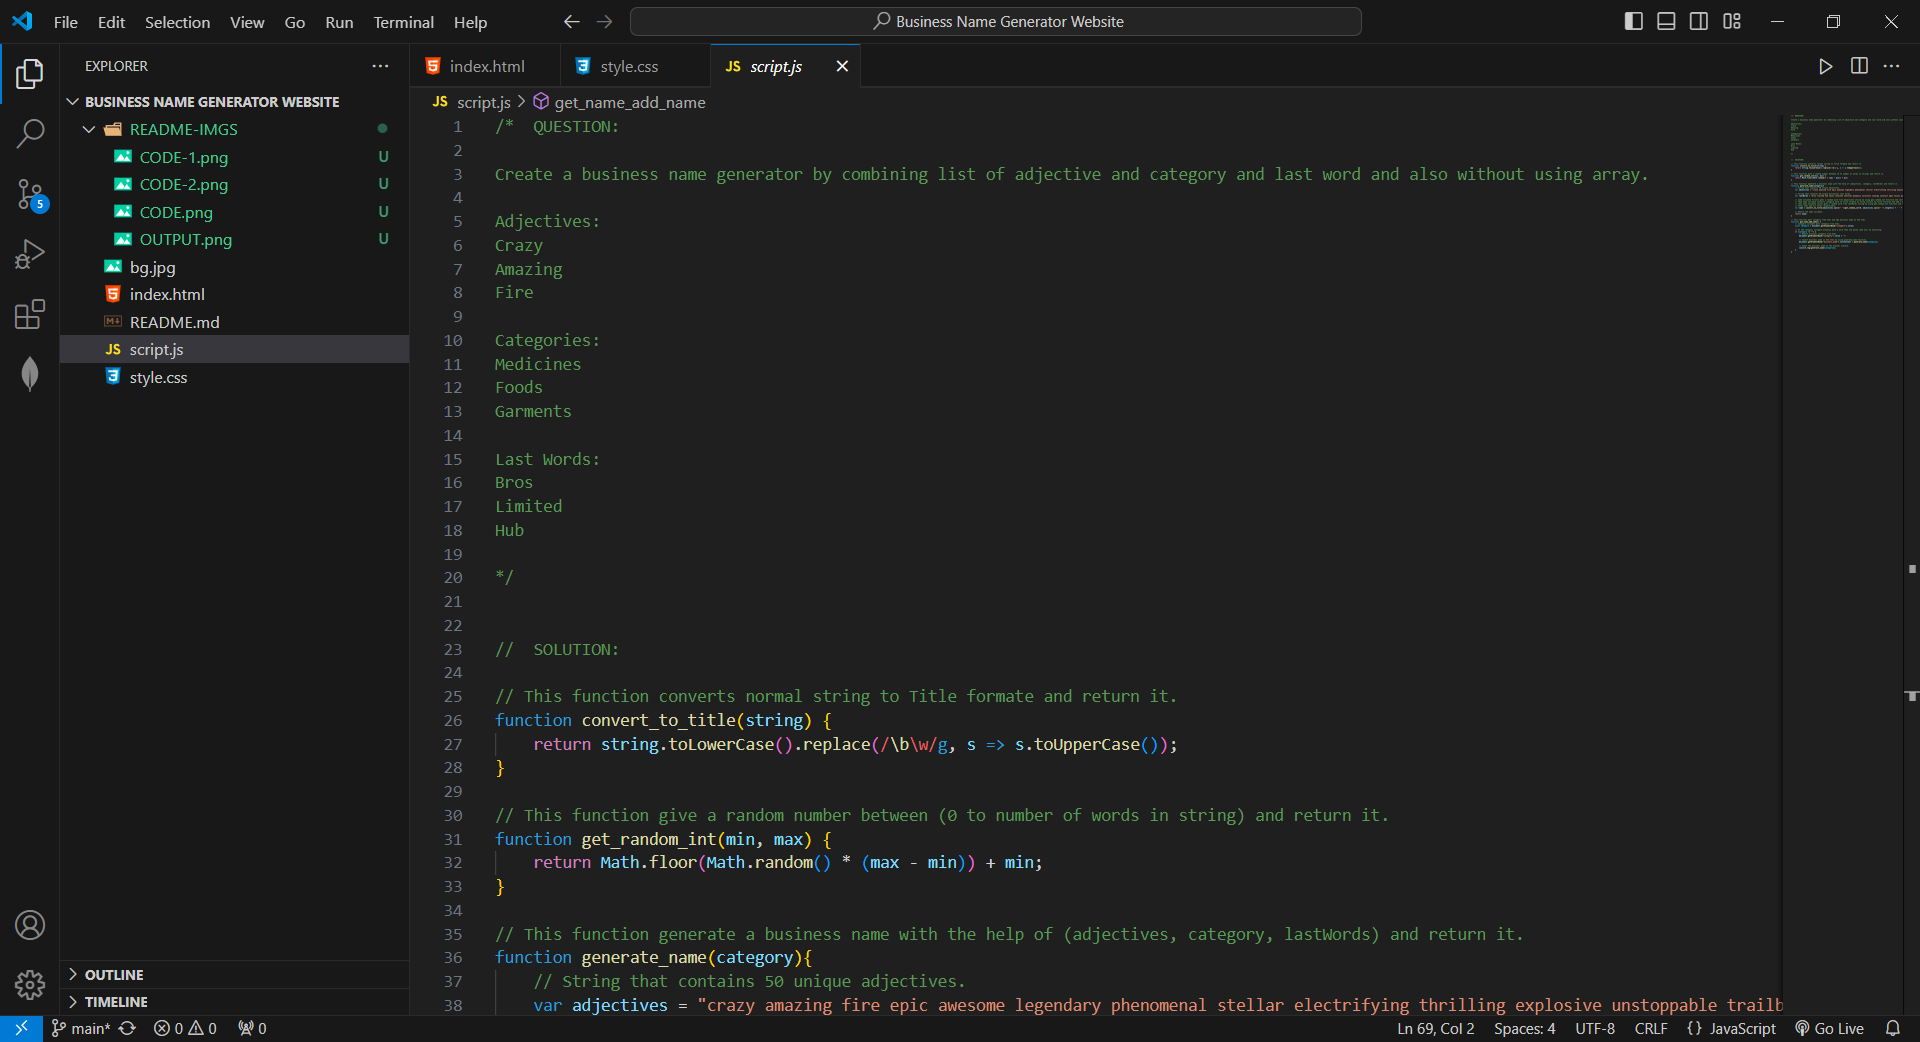 File Edit Selection View Go Run Terminal Help
Business Name Generator Website
EXPLORER
BUSINESS NAME GENERATOR WEBSITE
README-IMGS
CODE-1.png U
CODE-2.png U
CODE.png U
OUTPUT.png U
bg.jpg
index.html
README.md
JS script.js
style.css
5
OUTLINE
TIMELINE
index.html
style.css
JS script.js
JS script.js > get_name_add_name
1 /*  QUESTION:
2
3 Create a business name generator by combining list of adjective and category and last word and also without using array.
4
5 Adjectives:
6 Crazy
7 Amazing
8 Fire
9
10 Categories:
11 Medicines
12 Foods
13 Garments
14
15 Last Words:
16 Bros
17 Limited
18 Hub
19
20 */
21
22
23 //  SOLUTION:
24
25 // This function converts normal string to Title formate and return it.
26 function convert_to_title(string) {
27     return string.toLowerCase().replace(/\b\w/g, s => s.toUpperCase());
28 }
29
30 // This function give a random number between (0 to number of words in string) and return it.
31 function get_random_int(min, max) {
32     return Math.floor(Math.random() * (max - min)) + min;
33 }
34
35 // This function generate a business name with the help of (adjectives, category, lastWords) and return it.
36 function generate_name(category){
37     // String that contains 50 unique adjectives.
38     var adjectives = "crazy amazing fire epic awesome legendary phenomenal stellar electrifying thrilling explosive unstoppable trailb
main* 0 0 0
Ln 69, Col 2 Spaces: 4 UTF-8 CRLF {} JavaScript Go Live